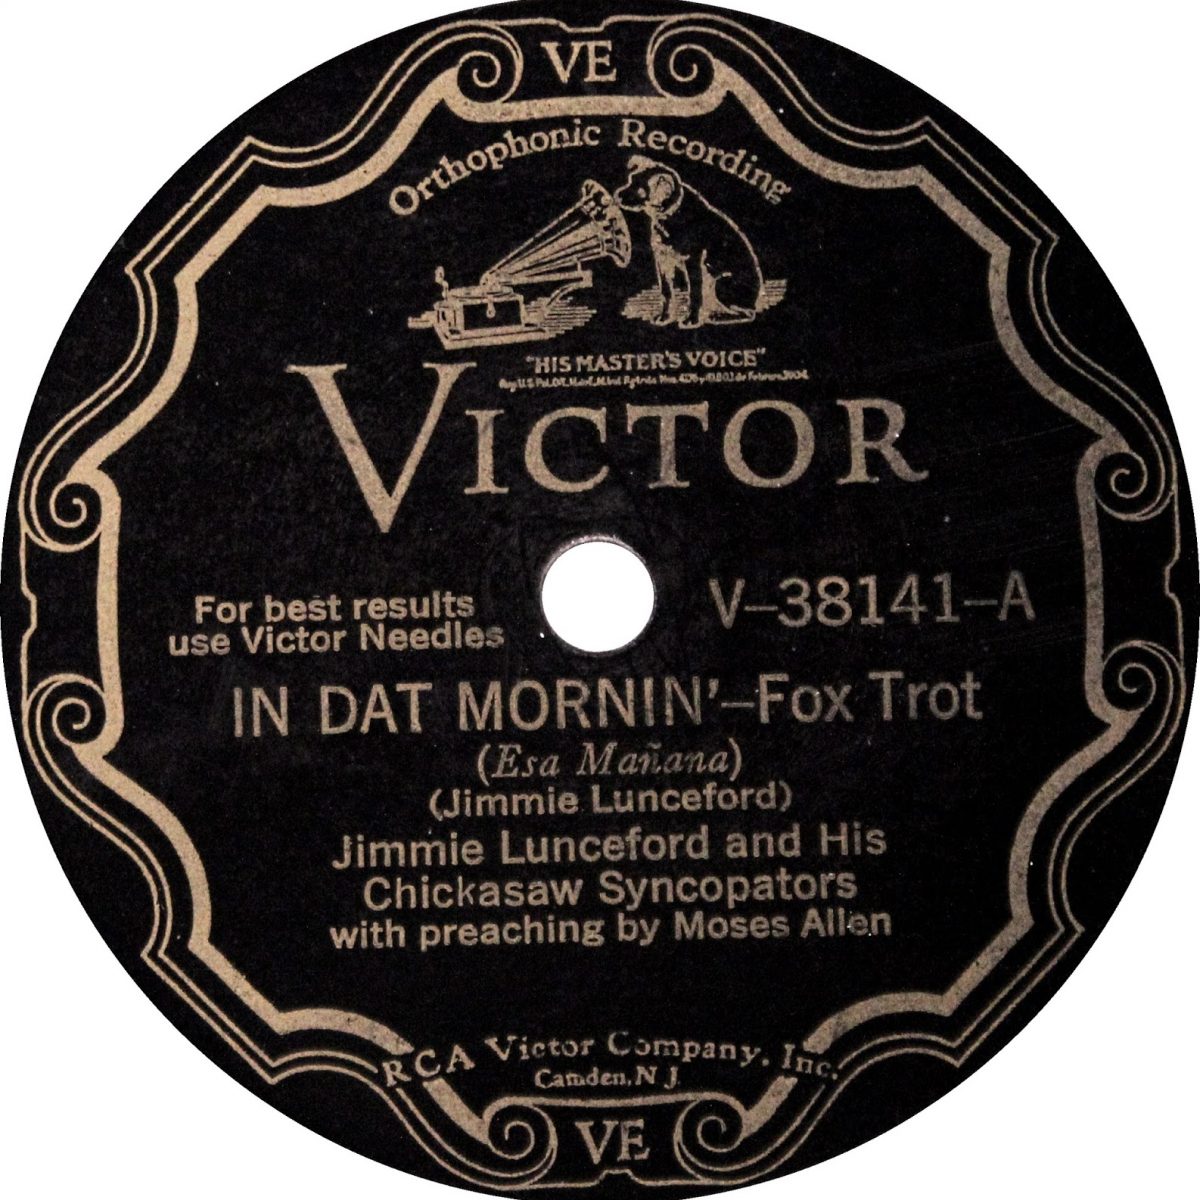 VE
Orthophonic Recording
"HIS MASTER'S VOICE"
VICTOR
For best results
use Victor Needles
V–38141–A
IN DAT MORNIN'–Fox Trot
(Esa Mañana)
(Jimmie Lunceford)
Jimmie Lunceford and His
Chickasaw Syncopators
with preaching by Moses Allen
RCA Victor Company, Inc.
Camden, N J.
VE